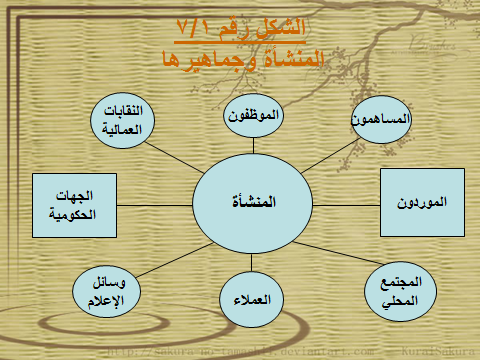 الشكل رقم ٧/١
المنشأة وجماهيرها
الموظفون
المساهمون
النقابات
العمالية
الموردون
المنشأة
الجهات
الحكومية
المجتمع
المحلي
العملاء
وسائل
الإعلام